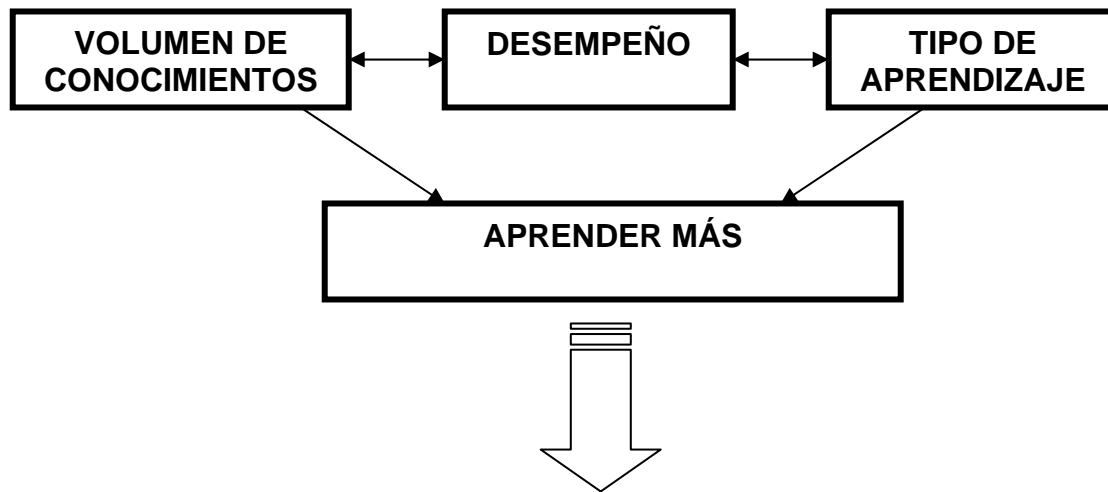 VOLUMEN DE
CONOCIMIENTOS
DESEMPEÑO
TIPO DE
APRENDIZAJE
APRENDER MÁS